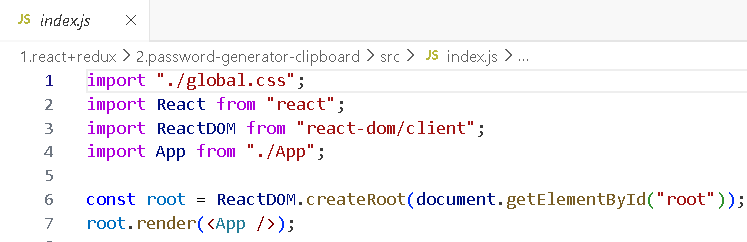 JS index.js ×
1.react+redux > 2.password-generator-clipboard > src > JS index.js > ...
1 import "./global.css";
2 import React from "react";
3 import ReactDOM from "react-dom/client";
4 import App from "./App";
5
6 const root = ReactDOM.createRoot(document.getElementById("root"));
7 root.render(<App />);